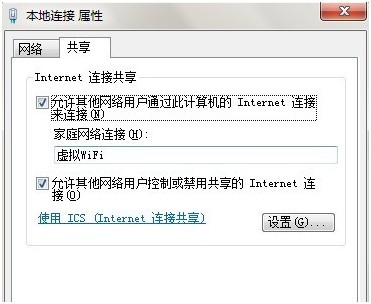 本地连接 属性
网络 共享
Internet 连接共享
允许其他网络用户通过此计算机的 Internet 连接
来连接(N)
家庭网络连接(H):
虚拟WiFi
允许其他网络用户控制或禁用共享的 Internet 连
接(O)
使用 ICS (Internet 连接共享)
设置(G)...